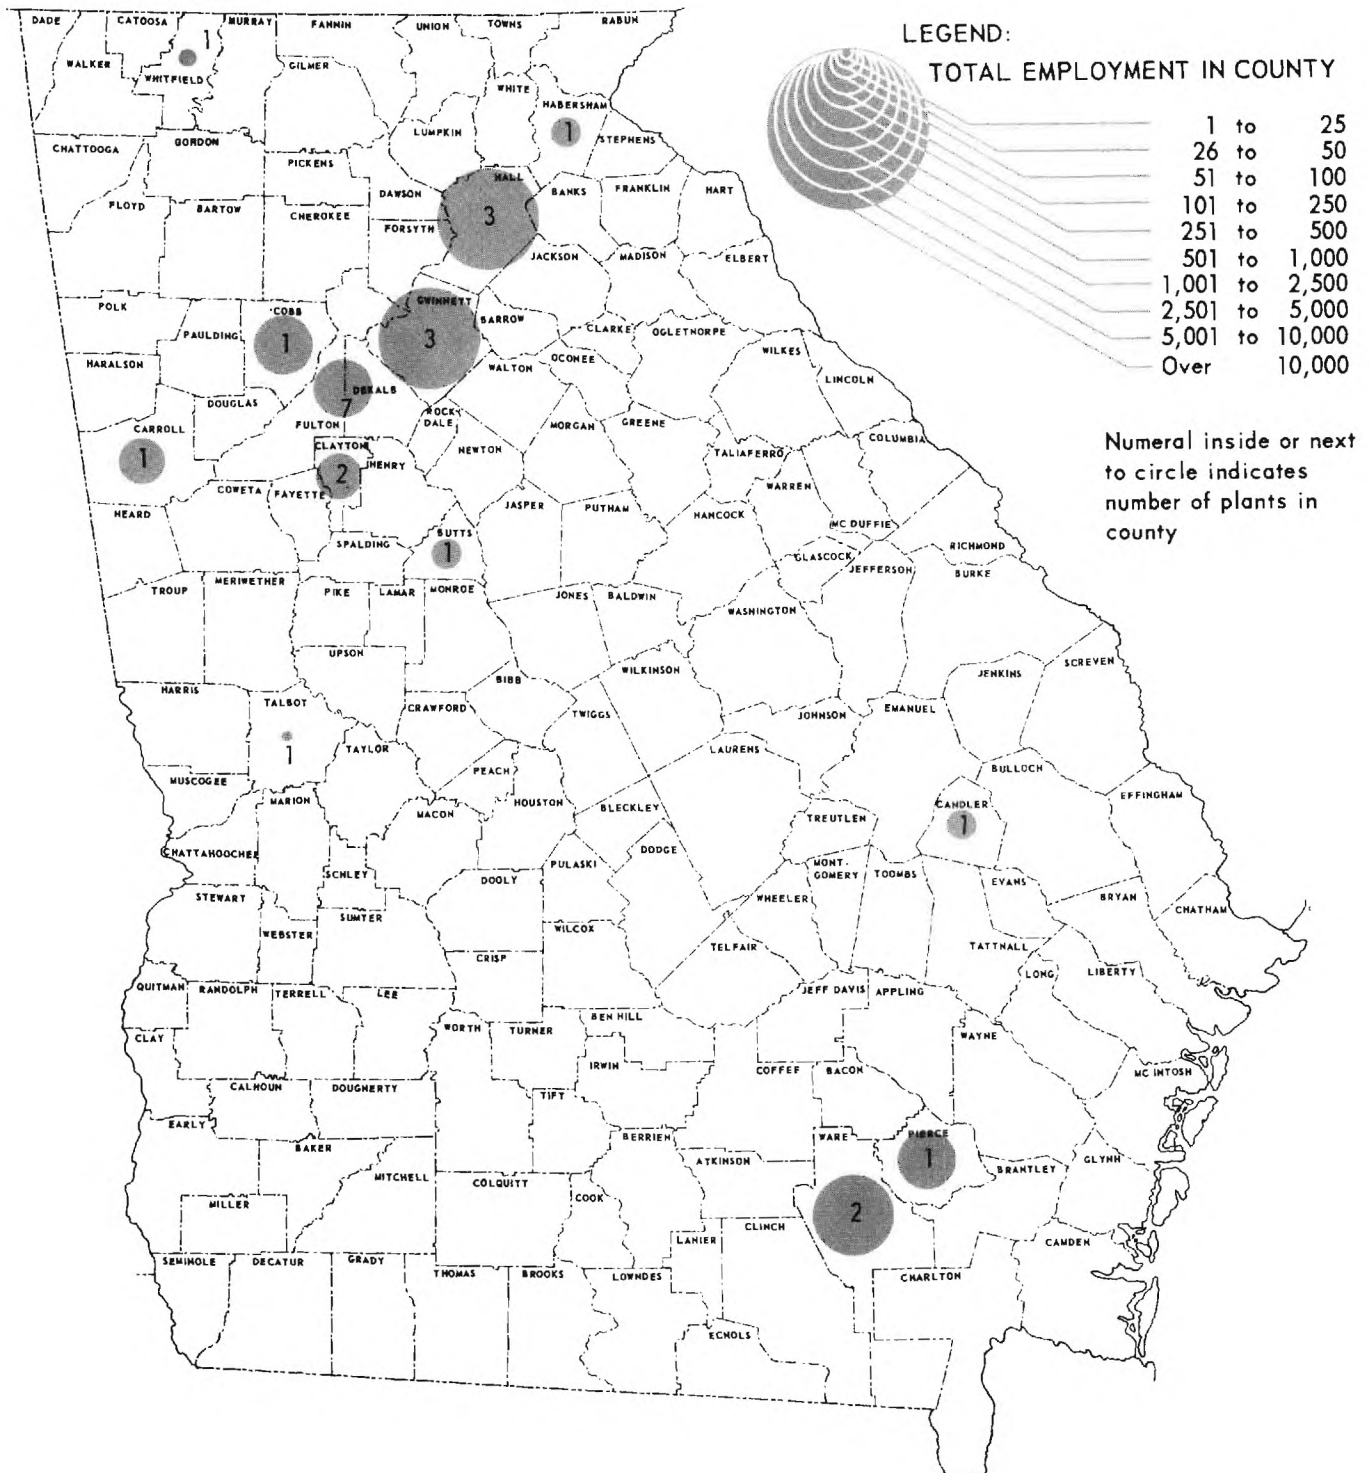 DADE CATOOSA MURRAY FANNIN UNION TOWNS RABUN
1
WALKER WHITFIELD GILMER WHITE
HABERSHAM
1
LUMPKIN STEPHENS
CHATTOOGA GORDON PICKENS
HALL
3
DAWSON BANKS FRANKLIN HART
FLOYD BARTOW CHEROKEE FORSYTH
JACKSON MADISON ELBERT
POLK COBB GWINNETT
1
3
PAULDING BARROW CLARKE OGLETHORPE
HARALSON WALTON OCONEE WILKES
LINCOLN
DOUGLAS DEKALB
7
FULTON ROCK
DALE
MORGAN GREENE
CARROLL
1
CLAYTON
2
HENRY NEWTON TALIAFERRO COLUMBIA
COWETA FAYETTE WARREN
HEARD JASPER PUTNAM HANCOCK MC DUFFIE
SPALDING BUTTS
1
GLASCOCK RICHMOND
JEFFERSON BURKE
TROUP MERIWETHER PIKE LAMAR MONROE JONES BALDWIN
WASHINGTON
UPSON
HARRIS TALBOT CRAWFORD BIBB WILKINSON JENKINS SCREVEN
1
TWIGGS JOHNSON EMANUEL
TAYLOR LAURENS
MUSCOGEE PEACH BULLOCH
MARION MACON HOUSTON BLECKLEY TREUTLEN CANDLER EFFINGHAM
1
CHATTAHOOCHEE DODGE
SCHLEY DOOLY PULASKI MONT-
GOMERY
TOOMBS EVANS
STEWART SUMTER WHEELER BRYAN CHATHAM
WEBSTER WILCOX
CRISP TELFAIR TATTNALL
QUITMAN RANDOLPH TERRELL LEE JEFF DAVIS APPLING LONG LIBERTY
CLAY WORTH TURNER BEN HILL WAYNE
IRWIN COFFEE BACON MC INTOSH
CALHOUN DOUGHERTY TIFT
EARLY BERRIEN WARE PIERCE
1
BAKER ATKINSON BRANTLEY GLYNN
MITCHELL COLQUITT COOK
MILLER
2
LANIER CLINCH CAMDEN
SEMINOLE DECATUR GRADY THOMAS BROOKS LOWNDES CHARLTON
ECHOLS
LEGEND:
TOTAL EMPLOYMENT IN COUNTY
1 to 25
26 to 50
51 to 100
101 to 250
251 to 500
501 to 1,000
1,001 to 2,500
2,501 to 5,000
5,001 to 10,000
Over 10,000
Numeral inside or next
to circle indicates
number of plants in
county